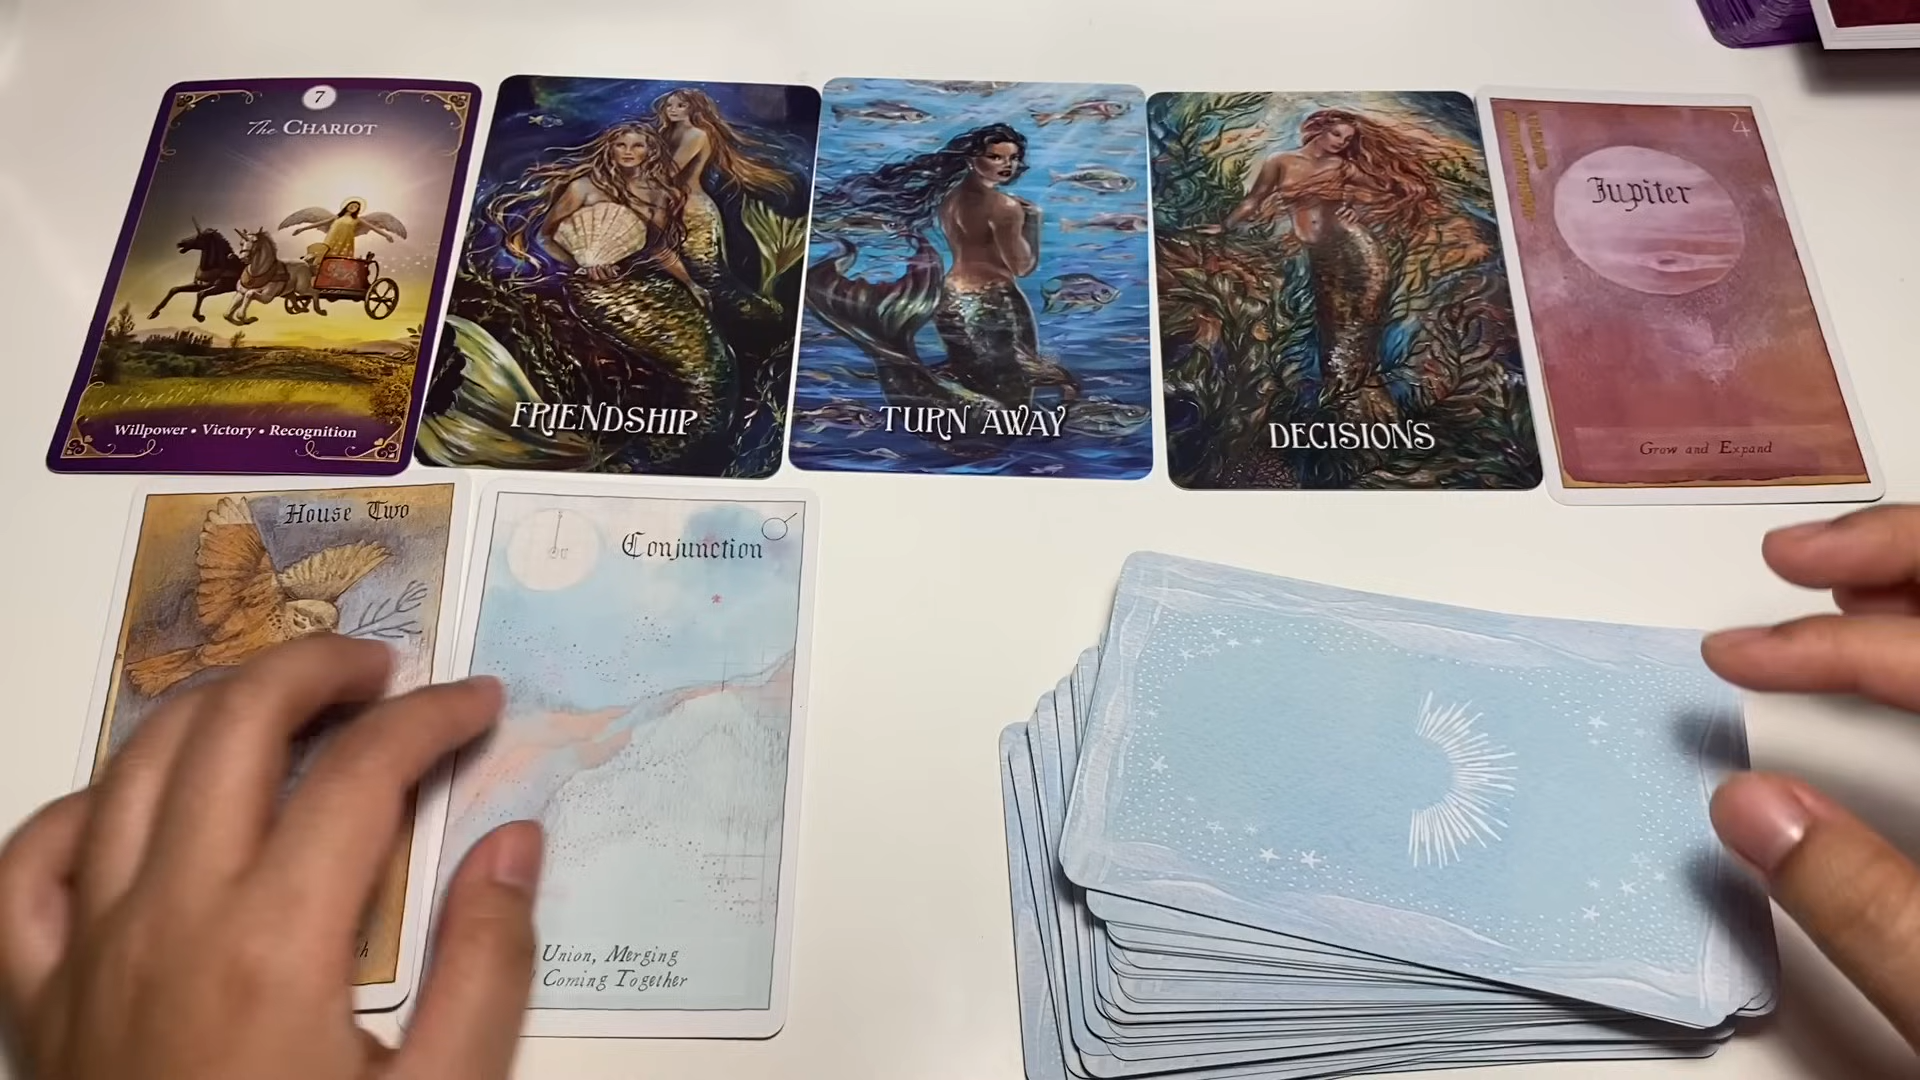 7
The CHARIOT
Willpower • Victory • Recognition
FRIENDSHIP
TURN AWAY
DECISIONS
Jupiter
Grow and Expand
House Two
Conjunction
Union, Merging
Coming Together